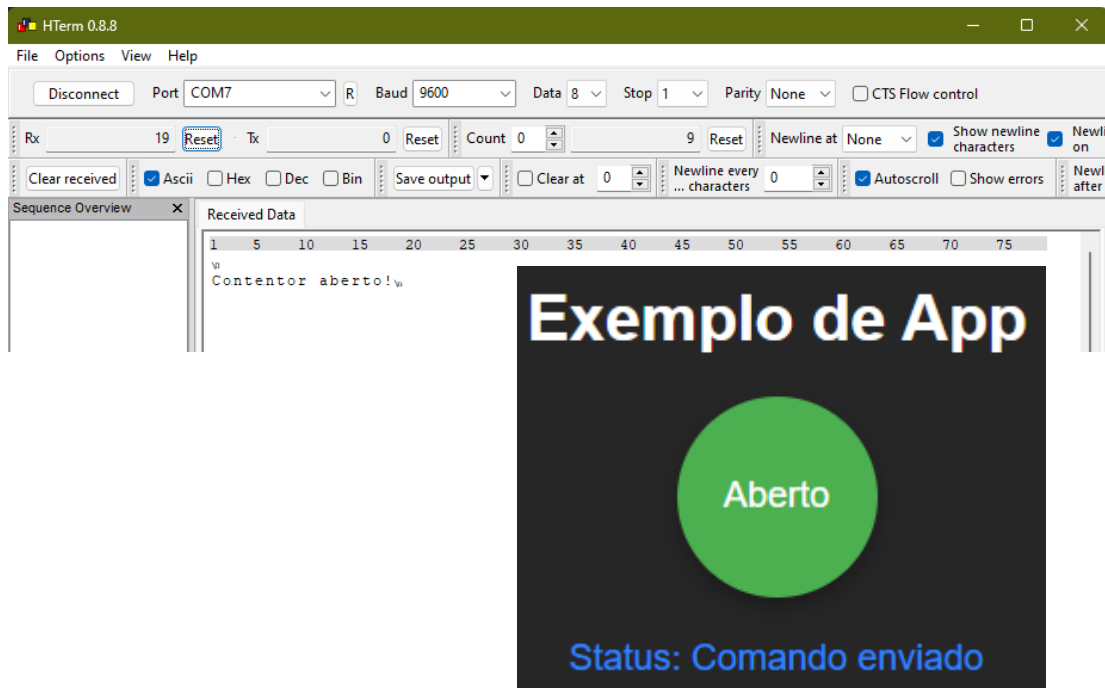 HTerm 0.8.8
File Options View Help
Disconnect Port COM7 R Baud 9600 Data 8 Stop 1 Parity None CTS Flow control
Rx 19 Reset Tx 0 Reset Count 0 9 Reset Newline at None Show newline characters Newli on
Clear received Ascii Hex Dec Bin Save output Clear at 0 Newline every ... characters 0 Autoscroll Show errors Newl after
Sequence Overview X Received Data
1 5 10 15 20 25 30 35 40 45 50 55 60 65 70 75
\n
Contentor aberto!\n
Exemplo de App
Aberto
Status: Comando enviado